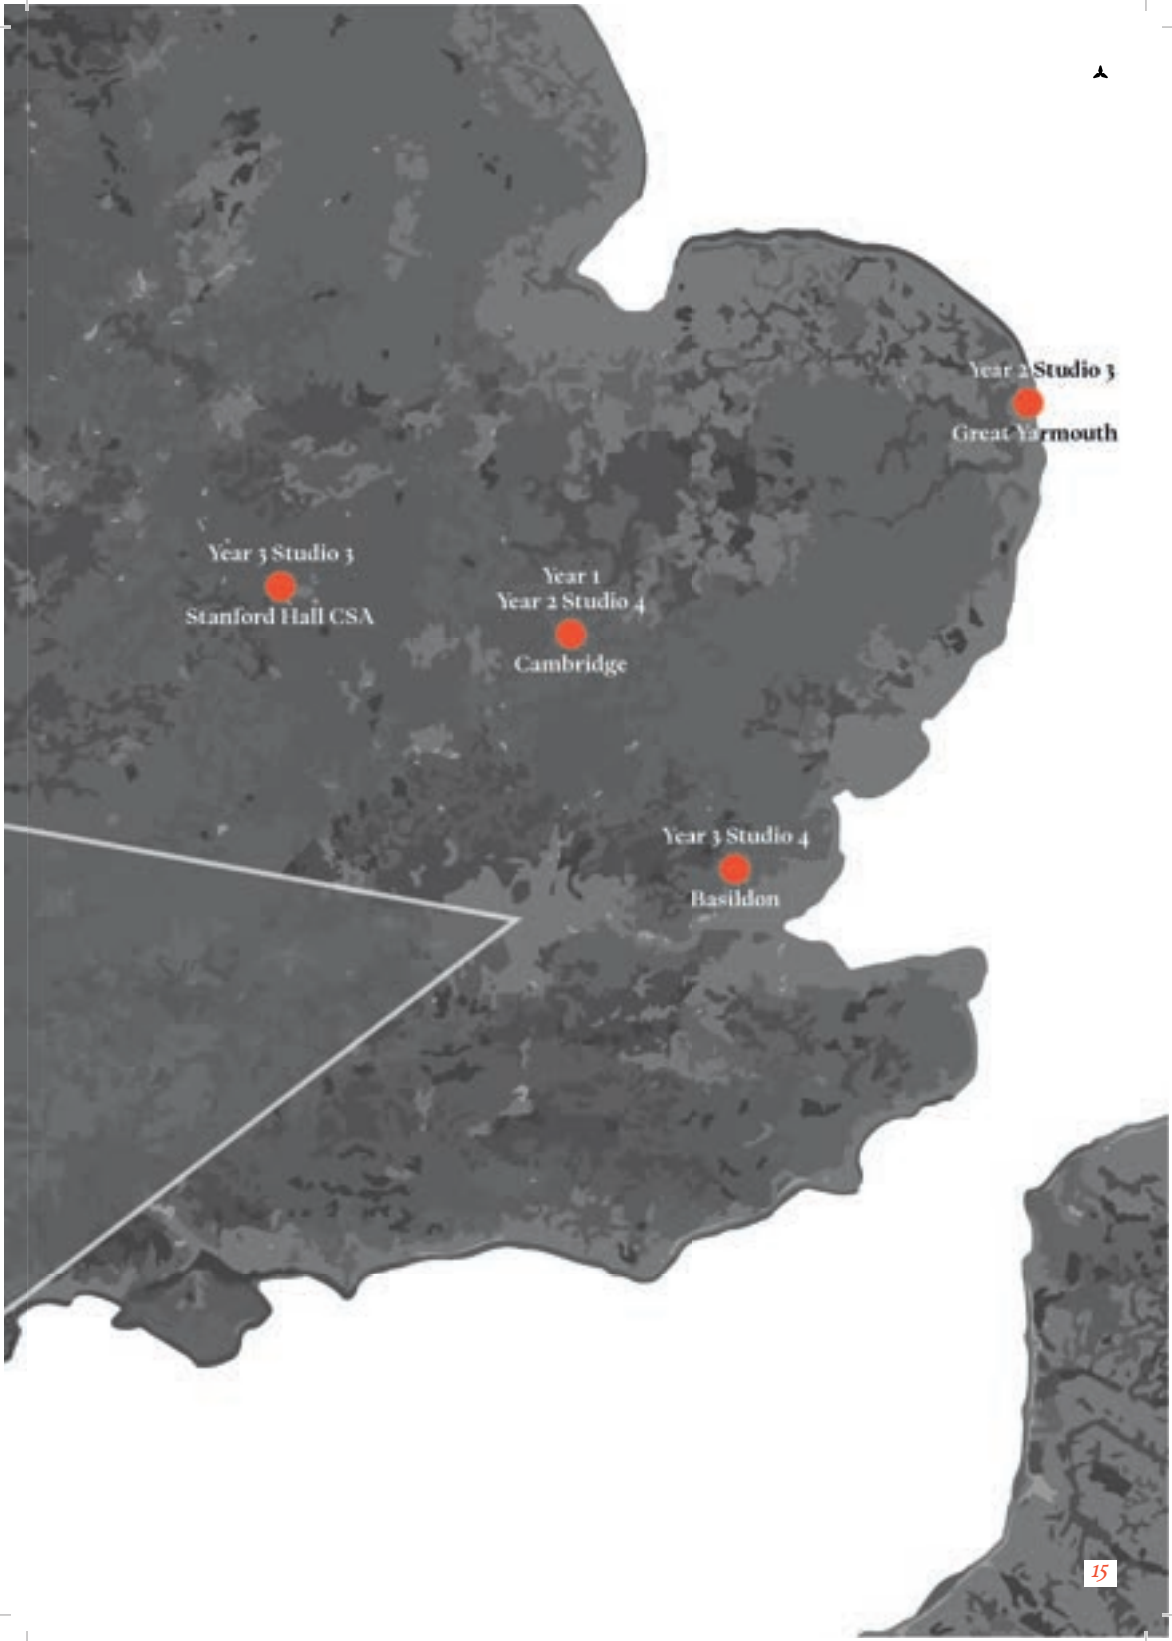 Year 2 Studio 3
Great Yarmouth
Year 3 Studio 3
Stanford Hall CSA
Year 1
Year 2 Studio 4
Cambridge
Year 3 Studio 4
Basildon
15